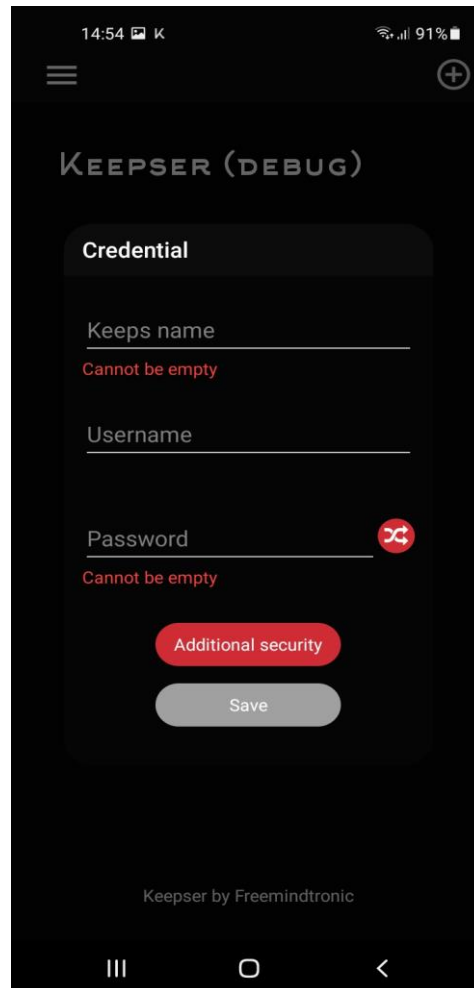 14:54 K 91%
KEEPSER (DEBUG)
Credential
Keeps name
Cannot be empty
Username
Password
Cannot be empty
Additional security
Save
Keepser by Freemindtronic